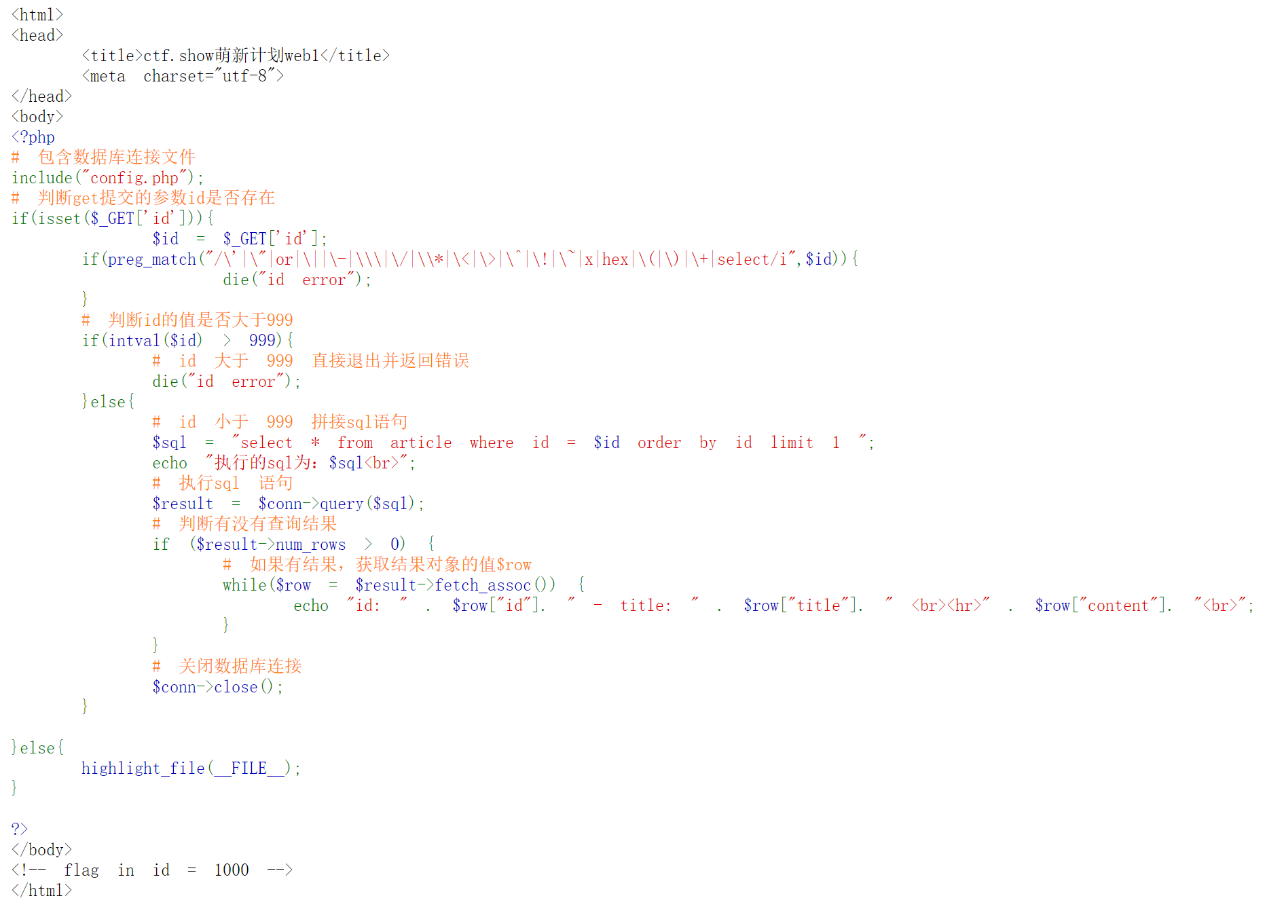 <html>
<head>
<title>ctf.show萌新计划web1</title>
<meta charset="utf-8">
</head>
<body>
<?php
# 包含数据库连接文件
include("config.php");
# 判断get提交的参数id是否存在
if(isset($_GET['id'])){
$id = $_GET['id'];
if(preg_match("/\'|\"|or|\||\-|\\\|\/|\\*|\<|\>|\^|\!|\~|x|hex|\(|\)|\+|select/i",$id)){
die("id error");
}
# 判断id的值是否大于999
if(intval($id) > 999){
# id 大于 999 直接退出并返回错误
die("id error");
}else{
# id 小于 999 拼接sql语句
$sql = "select * from article where id = $id order by id limit 1 ";
echo "执行的sql为：$sql<br>";
# 执行sql 语句
$result = $conn->query($sql);
# 判断有没有查询结果
if ($result->num_rows > 0) {
# 如果有结果，获取结果对象的值$row
while($row = $result->fetch_assoc()) {
echo "id: " . $row["id"]. " - title: " . $row["title"]. " <br><hr>" . $row["content"]. "<br>";
}
}
# 关闭数据库连接
$conn->close();
}
}else{
highlight_file(__FILE__);
}
?>
</body>
<!-- flag in id = 1000 -->
</html>